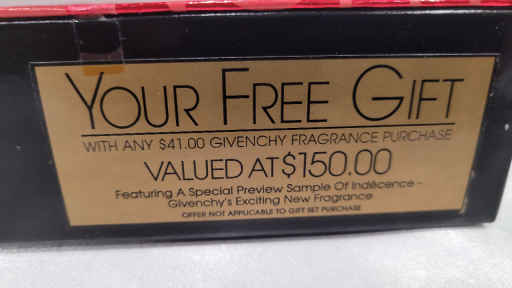 YOUR FREE GIFT
WITH ANY $41.00 GIVENCHY FRAGRANCE PURCHASE
VALUED AT $150.00
Featuring A Special Preview Sample Of Indécence -
Givenchy's Exciting New Fragrance
OFFER NOT APPLICABLE TO GIFT SET PURCHASE